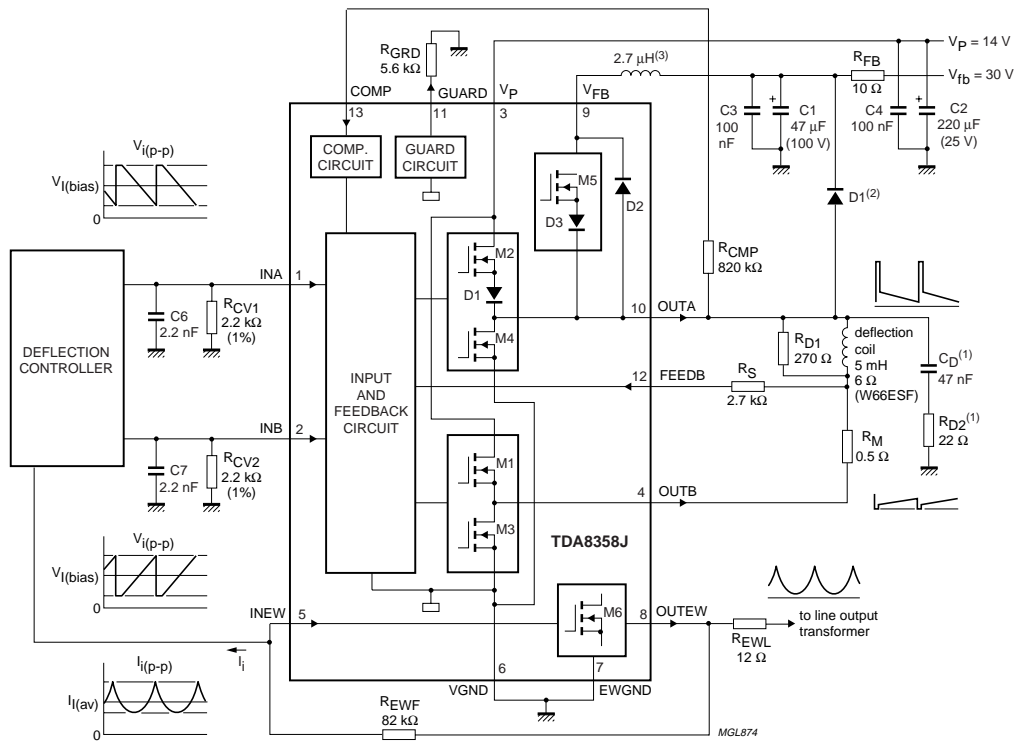 RGRD
5.6 kΩ
COMP
13
GUARD
11
VP
3
2.7 μH(3)
VFB
9
RFB
10 Ω
VP = 14 V
Vfb = 30 V
C3
100
nF
C1
47 μF
(100 V)
C4
100 nF
C2
220 μF
(25 V)
COMP.
CIRCUIT
GUARD
CIRCUIT
M5
D3
D2
D1(2)
Vi(p-p)
VI(bias)
0
RCMP
820 kΩ
DEFLECTION
CONTROLLER
INA
1
C6
2.2 nF
RCV1
2.2 kΩ
(1%)
INPUT
AND
FEEDBACK
CIRCUIT
M2
D1
M4
10
OUTA
RD1
270 Ω
deflection
coil
5 mH
6 Ω
(W66ESF)
CD(1)
47 nF
12
FEEDB
RS
2.7 kΩ
RD2(1)
22 Ω
RM
0.5 Ω
INB
2
C7
2.2 nF
RCV2
2.2 kΩ
(1%)
M1
M3
4
OUTB
TDA8358J
Vi(p-p)
VI(bias)
0
INEW
5
M6
8
OUTEW
REWL
12 Ω
to line output
transformer
Ii
6
VGND
7
EWGND
Ii(p-p)
II(av)
0
REWF
82 kΩ
MGL874